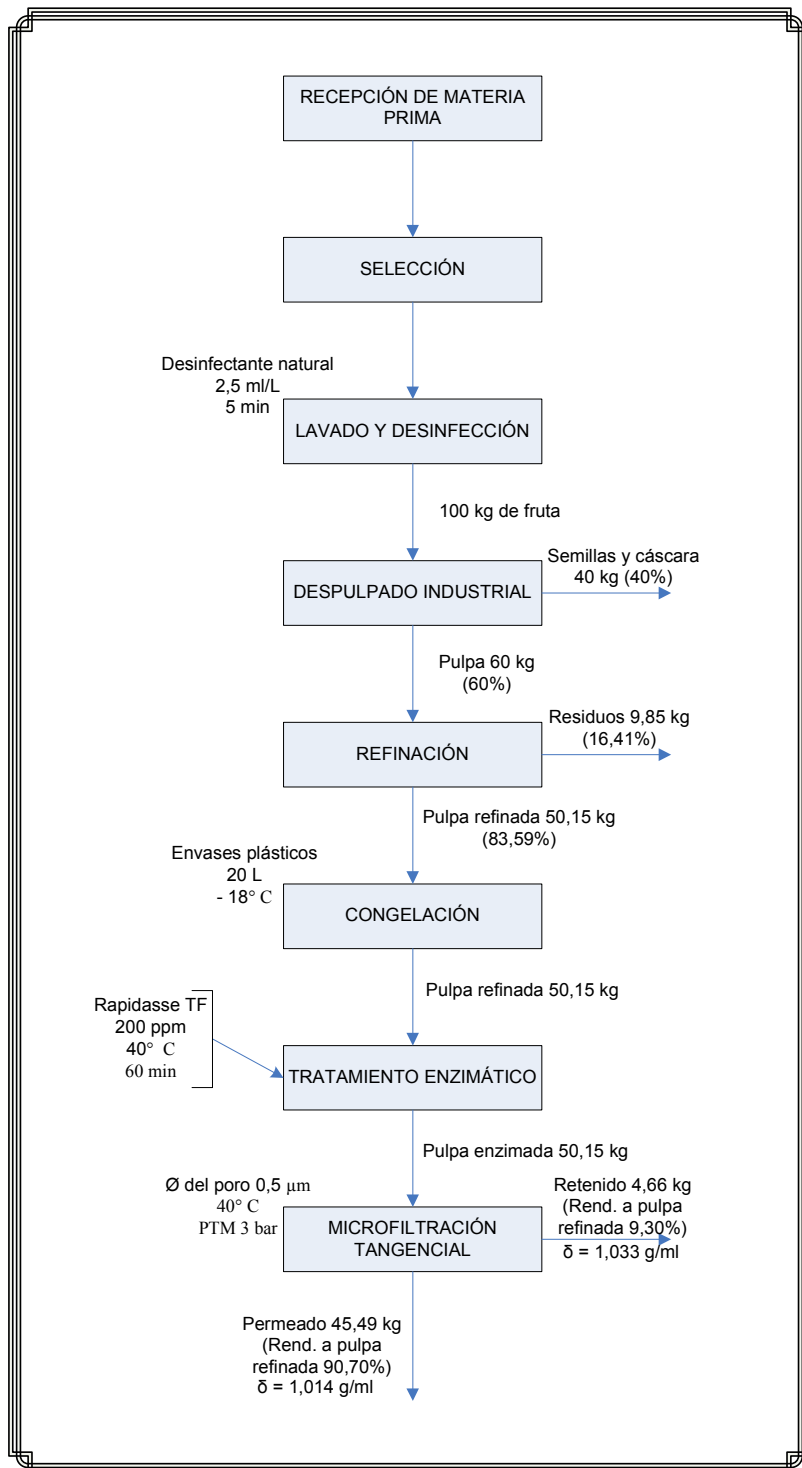 RECEPCIÓN DE MATERIA
PRIMA
SELECCIÓN
Desinfectante natural
2,5 ml/L
5 min
LAVADO Y DESINFECCIÓN
100 kg de fruta
Semillas y cáscara
40 kg (40%)
DESPULPADO INDUSTRIAL
Pulpa 60 kg
(60%)
Residuos 9,85 kg
(16,41%)
REFINACIÓN
Pulpa refinada 50,15 kg
(83,59%)
Envases plásticos
20 L
- 18° C
CONGELACIÓN
Pulpa refinada 50,15 kg
Rapidasse TF
200 ppm
40° C
60 min
TRATAMIENTO ENZIMÁTICO
Pulpa enzimada 50,15 kg
Ø del poro 0,5 μm
40° C
PTM 3 bar
MICROFILTRACIÓN
TANGENCIAL
Retenido 4,66 kg
(Rend. a pulpa
refinada 9,30%)
δ = 1,033 g/ml
Permeado 45,49 kg
(Rend. a pulpa
refinada 90,70%)
δ = 1,014 g/ml